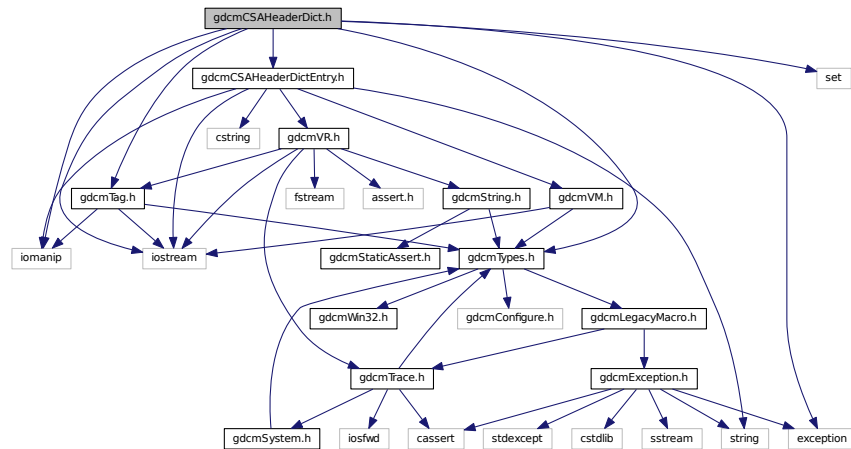 gdcmCSAHeaderDict.h
set
gdcmCSAHeaderDictEntry.h
cstring
gdcmVR.h
gdcmTag.h
fstream
assert.h
gdcmString.h
gdcmVM.h
iomanip
iostream
gdcmStaticAssert.h
gdcmTypes.h
gdcmWin32.h
gdcmConfigure.h
gdcmLegacyMacro.h
gdcmTrace.h
gdcmException.h
gdcmSystem.h
iosfwd
cassert
stdexcept
cstdlib
sstream
string
exception